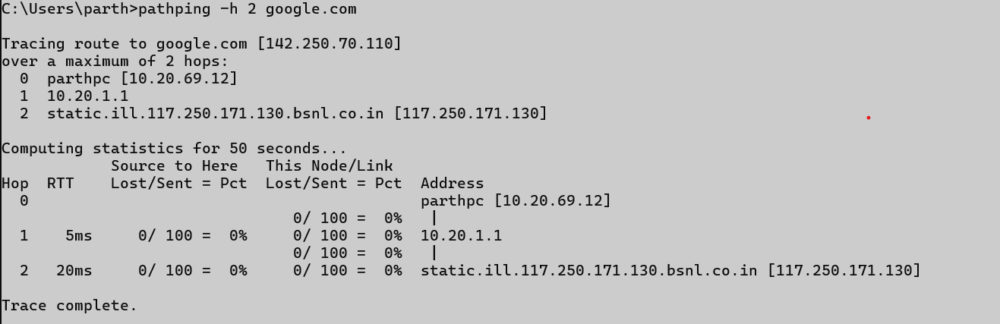 C:\Users\parth>pathping -h 2 google.com
Tracing route to google.com [142.250.70.110]
over a maximum of 2 hops:
  0  parthpc [10.20.69.12]
  1  10.20.1.1
  2  static.ill.117.250.171.130.bsnl.co.in [117.250.171.130]
Computing statistics for 50 seconds...
            Source to Here   This Node/Link
Hop  RTT    Lost/Sent = Pct  Lost/Sent = Pct  Address
  0                                           parthpc [10.20.69.12]
                                0/ 100 =  0%   |
  1    5ms     0/ 100 =  0%     0/ 100 =  0%  10.20.1.1
                                0/ 100 =  0%   |
  2   20ms     0/ 100 =  0%     0/ 100 =  0%  static.ill.117.250.171.130.bsnl.co.in [117.250.171.130]
Trace complete.